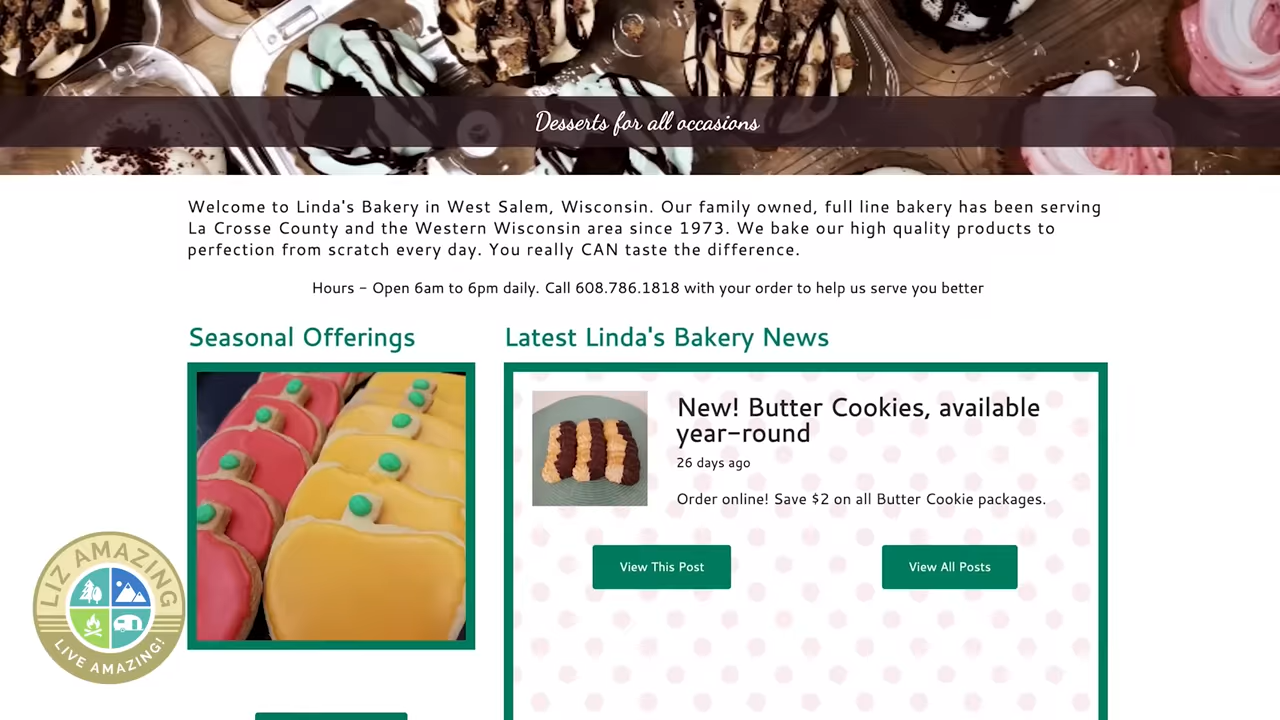 Desserts for all occasions
Welcome to Linda's Bakery in West Salem, Wisconsin. Our family owned, full line bakery has been serving
La Crosse County and the Western Wisconsin area since 1973. We bake our high quality products to
perfection from scratch every day. You really CAN taste the difference.
Hours - Open 6am to 6pm daily. Call 608.786.1818 with your order to help us serve you better
Seasonal Offerings
Latest Linda's Bakery News
New! Butter Cookies, available
year-round
26 days ago
Order online! Save $2 on all Butter Cookie packages.
View This Post
View All Posts
LIZ AMAZING
LIVE AMAZING!